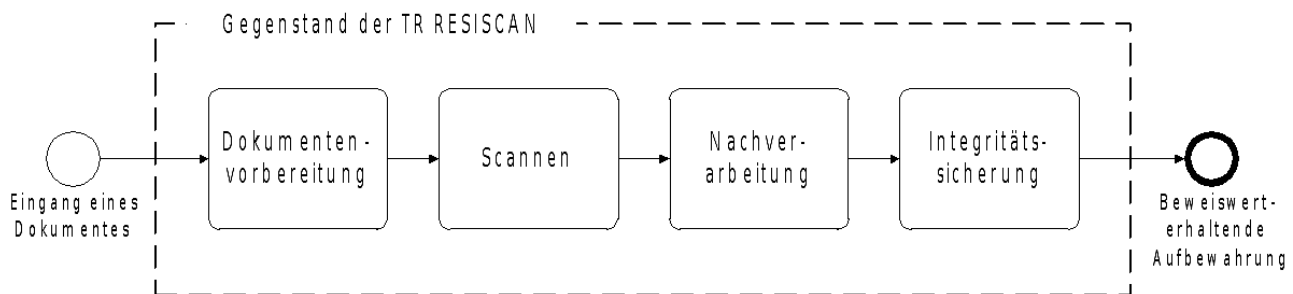 Gegenstand der TR RESISCAN
Eingang eines
Dokumentes
Dokumenten-
vorbereitung
Scannen
Nachver-
arbeitung
Integritäts-
sicherung
Beweiswert-
erhaltende
Aufbewahrung